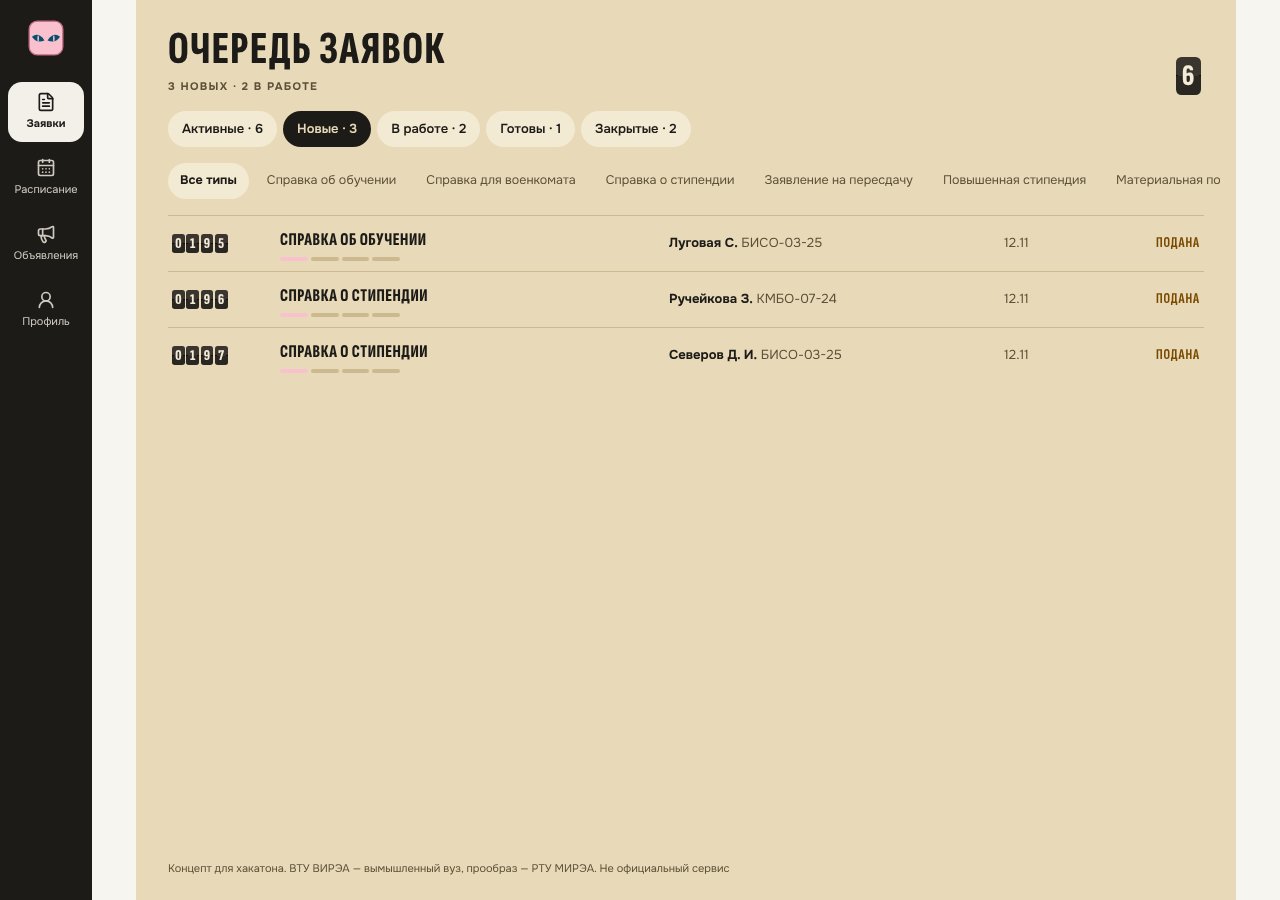 ОЧЕРЕДЬ ЗАЯВОК
3 НОВЫХ · 2 В РАБОТЕ
6
Активные · 6 Новые · 3 В работе · 2 Готовы · 1 Закрытые · 2
Все типы Справка об обучении Справка для военкомата Справка о стипендии Заявление на пересдачу Повышенная стипендия Материальная по
0195 СПРАВКА ОБ ОБУЧЕНИИ Луговая С. БИСО-03-25 12.11 ПОДАНА
0196 СПРАВКА О СТИПЕНДИИ Ручейкова З. КМБО-07-24 12.11 ПОДАНА
0197 СПРАВКА О СТИПЕНДИИ Северов Д. И. БИСО-03-25 12.11 ПОДАНА
Заявки
Расписание
Объявления
Профиль
Концепт для хакатона. ВТУ ВИРЭА — вымышленный вуз, прообраз — РТУ МИРЭА. Не официальный сервис